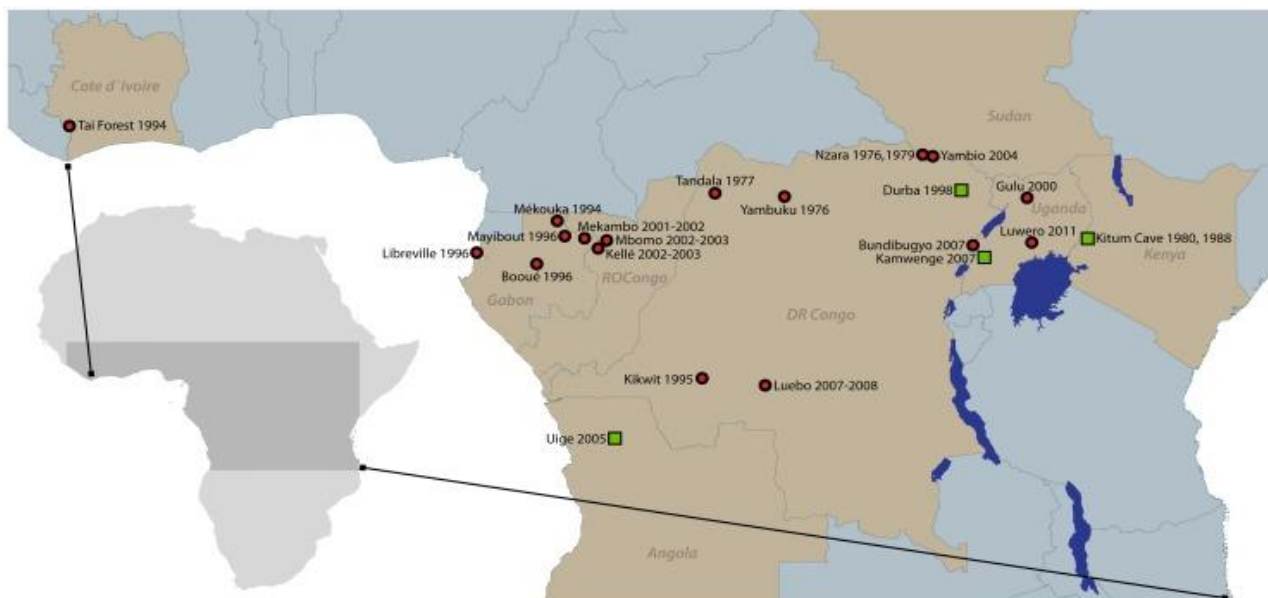 Cote d`Ivoire
Tai Forest 1994
Sudan
Nzara 1976,1979
Yambio 2004
Tandala 1977
Yambuku 1976
Durba 1998
Gulu 2000
Uganda
Mékouka 1994
Mekambo 2001-2002
Mayibout 1996
Mbomo 2002-2003
Libreville 1996
Kéllé 2002-2003
Booué 1996
ROCongo
Gabon
Luwero 2011
Bundibugyo 2007
Kamwenge 2007
Kitum Cave 1980, 1988
Kenya
DR Congo
Kikwit 1995
Luebo 2007-2008
Uige 2005
Angola